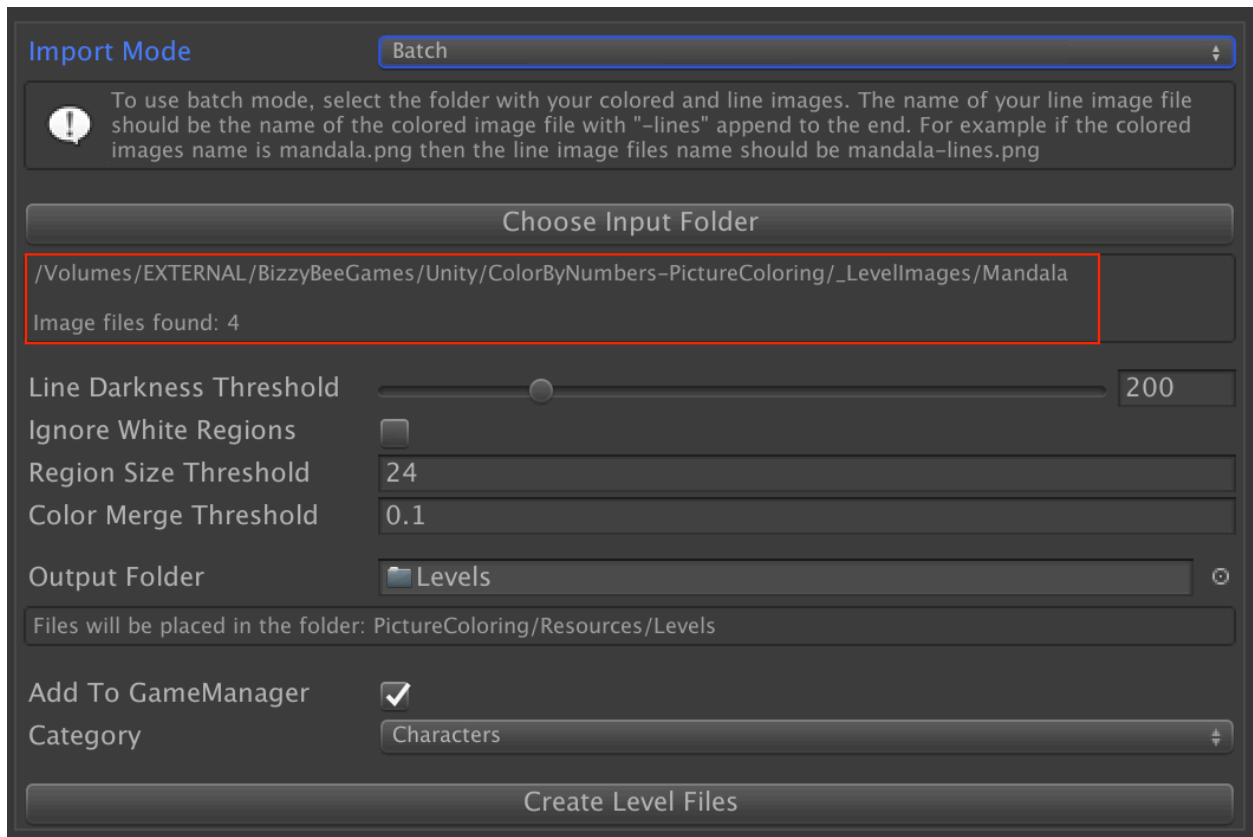 Import Mode
Batch
To use batch mode, select the folder with your colored and line images. The name of your line image file
should be the name of the colored image file with "-lines" append to the end. For example if the colored
images name is mandala.png then the line image files name should be mandala-lines.png
Choose Input Folder
/Volumes/EXTERNAL/BizzyBeeGames/Unity/ColorByNumbers-PictureColoring/_LevelImages/Mandala
Image files found: 4
Line Darkness Threshold
200
Ignore White Regions
Region Size Threshold
24
Color Merge Threshold
0.1
Output Folder
Levels
Files will be placed in the folder: PictureColoring/Resources/Levels
Add To GameManager
Category
Characters
Create Level Files